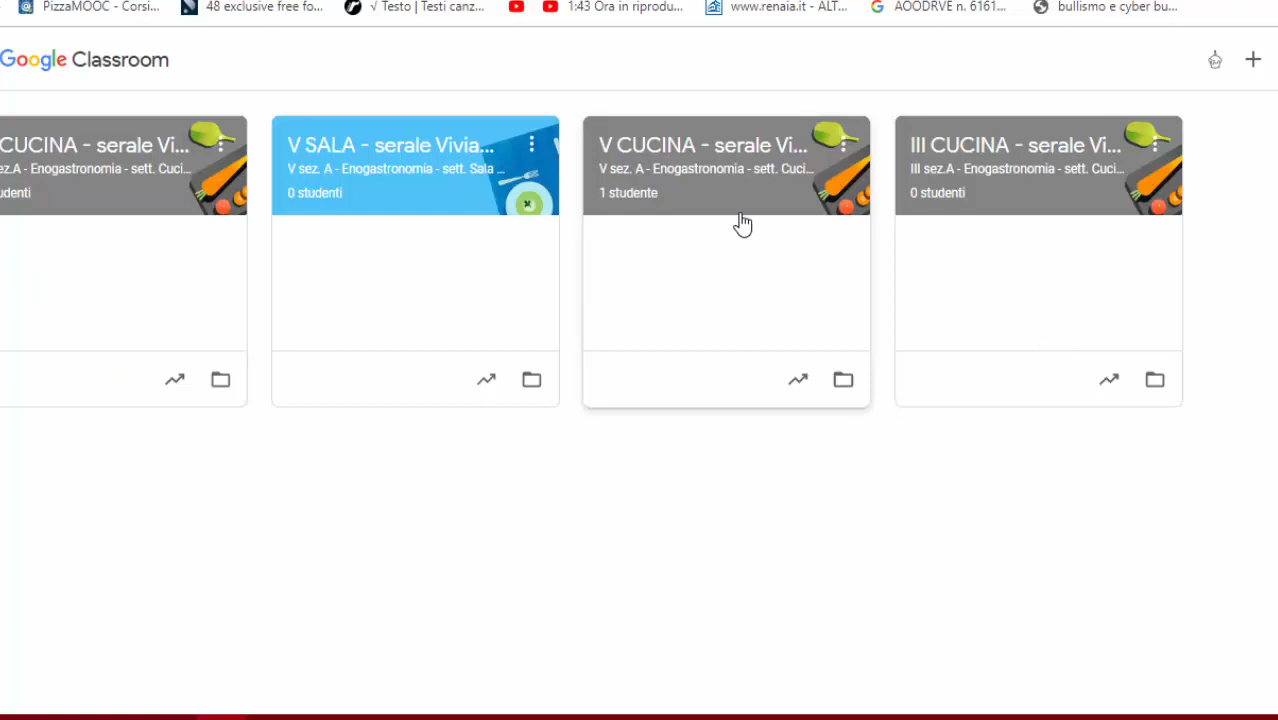 PizzaMOOC - Corsi...
48 exclusive free fo...
√ Testo | Testi canz...
1:43 Ora in riprodu...
www.renaia.it - ALT...
AOODRVE n. 6161...
bullismo e cyber bu...
Google Classroom
CUCINA - serale Vi...
ez.A - Enogastronomia - sett. Cuci...
udenti
V SALA - serale Vivia...
V sez. A - Enogastronomia - sett. Sala ...
0 studenti
V CUCINA - serale Vi...
V sez. A - Enogastronomia - sett. Cuci...
1 studente
III CUCINA - serale Vi...
III sez.A - Enogastronomia - sett. Cuci...
0 studenti